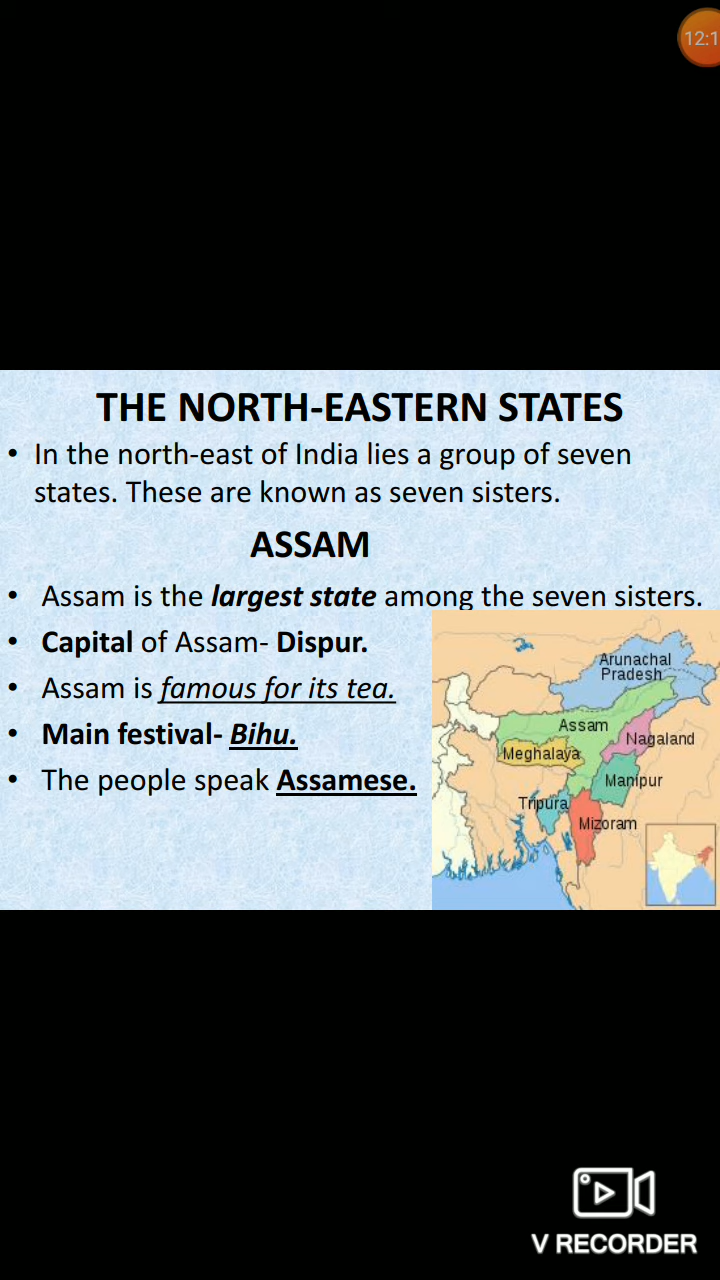 12:1
THE NORTH-EASTERN STATES
• In the north-east of India lies a group of seven
states. These are known as seven sisters.
ASSAM
• Assam is the largest state among the seven sisters.
• Capital of Assam- Dispur.
• Assam is famous for its tea.
• Main festival- Bihu.
• The people speak Assamese.
Arunachal
Pradesh
Assam
Nagaland
Meghalaya
Manipur
Tripura
Mizoram
V RECORDER